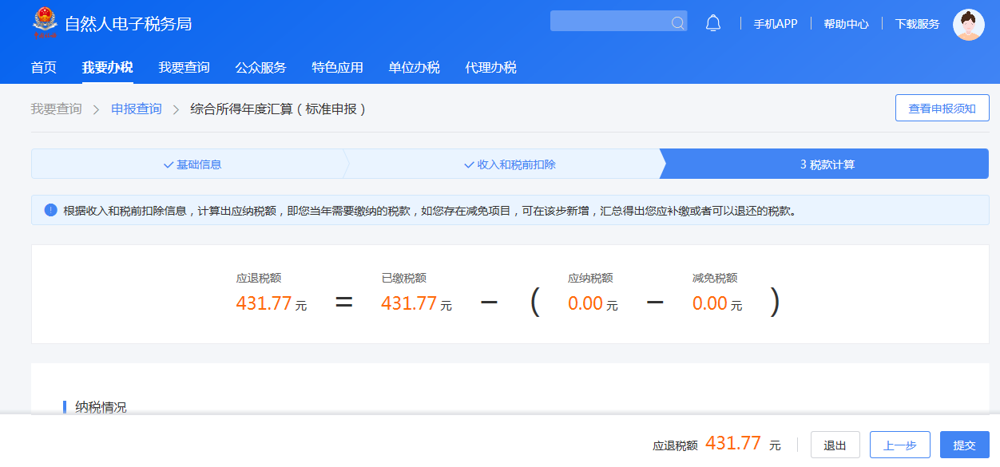 自然人电子税务局
手机APP
帮助中心
下载服务
首页 我要办税 我要查询 公众服务 特色应用 单位办税 代理办税
我要查询 > 申报查询 > 综合所得年度汇算（标准申报）
查看申报须知
基础信息
收入和税前扣除
3 税款计算
根据收入和税前扣除信息，计算出应纳税额，即您当年需要缴纳的税款，如您存在减免项目，可在该步新增，汇总得出您应补缴或者可以退还的税款。
应退税额 已缴税额 应纳税额 减免税额
431.77 元 = 431.77 元 − ( 0.00 元 − 0.00 元 )
纳税情况
应退税额 431.77 元
退出
上一步
提交